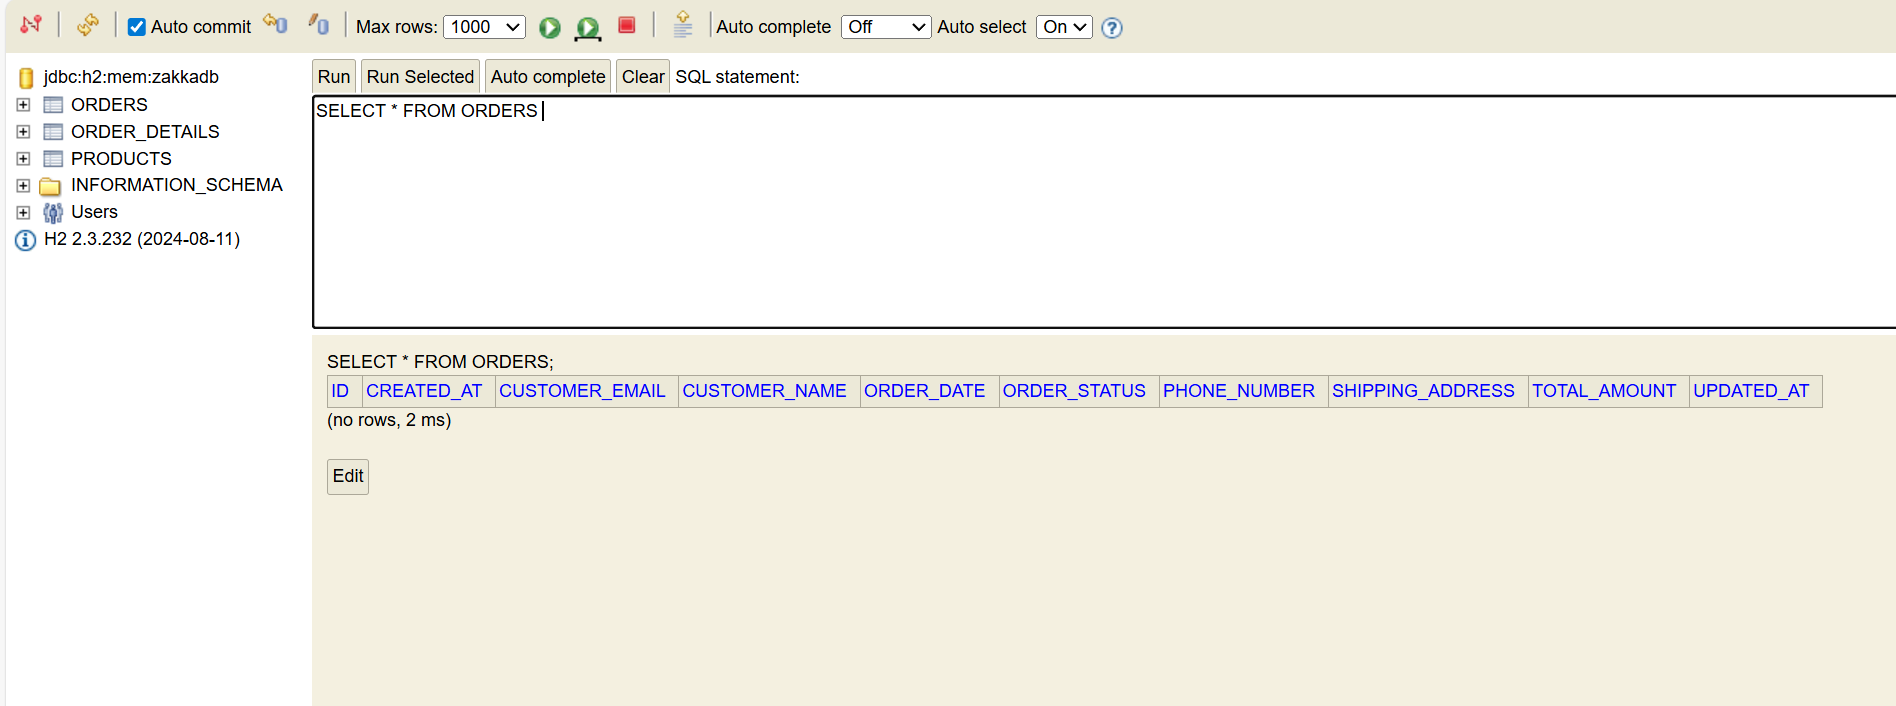 Auto commit Max rows: 1000 Auto complete Off Auto select On ?
jdbc:h2:mem:zakkadb
ORDERS
ORDER_DETAILS
PRODUCTS
INFORMATION_SCHEMA
Users
H2 2.3.232 (2024-08-11)
Run Run Selected Auto complete Clear SQL statement:
SELECT * FROM ORDERS
SELECT * FROM ORDERS;
ID CREATED_AT CUSTOMER_EMAIL CUSTOMER_NAME ORDER_DATE ORDER_STATUS PHONE_NUMBER SHIPPING_ADDRESS TOTAL_AMOUNT UPDATED_AT
(no rows, 2 ms)
Edit